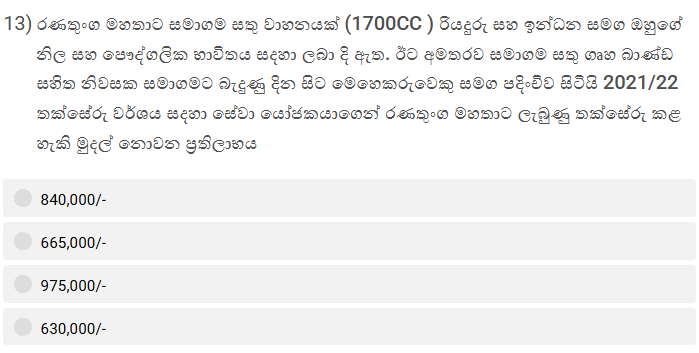 13) රණතුංග මහතාට සමාගම සතු වාහනයක් (1700CC ) රියදුරු සහ ඉන්ධන සමග ඔහුගේ
නිල සහ පෞද්ගලික භාවිතය සදහා ලබා දි ඇත. ඊට අමතරව සමාගම සතු ගෘහ බාණ්ඩ
සහිත නිවසක සමාගමට බැදුණු දින සිට මෙහෙකරුවෙකු සමග පදිංචිව සිටියි 2021/22
තක්සේරු වර්ශය සදහා සේවා යෝජකයාගෙන් රණතුංග මහතාට ලැබුණු තක්සේරු කළ
හැකි මුදල් නොවන ප්‍රතිලාභය
840,000/-
665,000/-
975,000/-
630,000/-